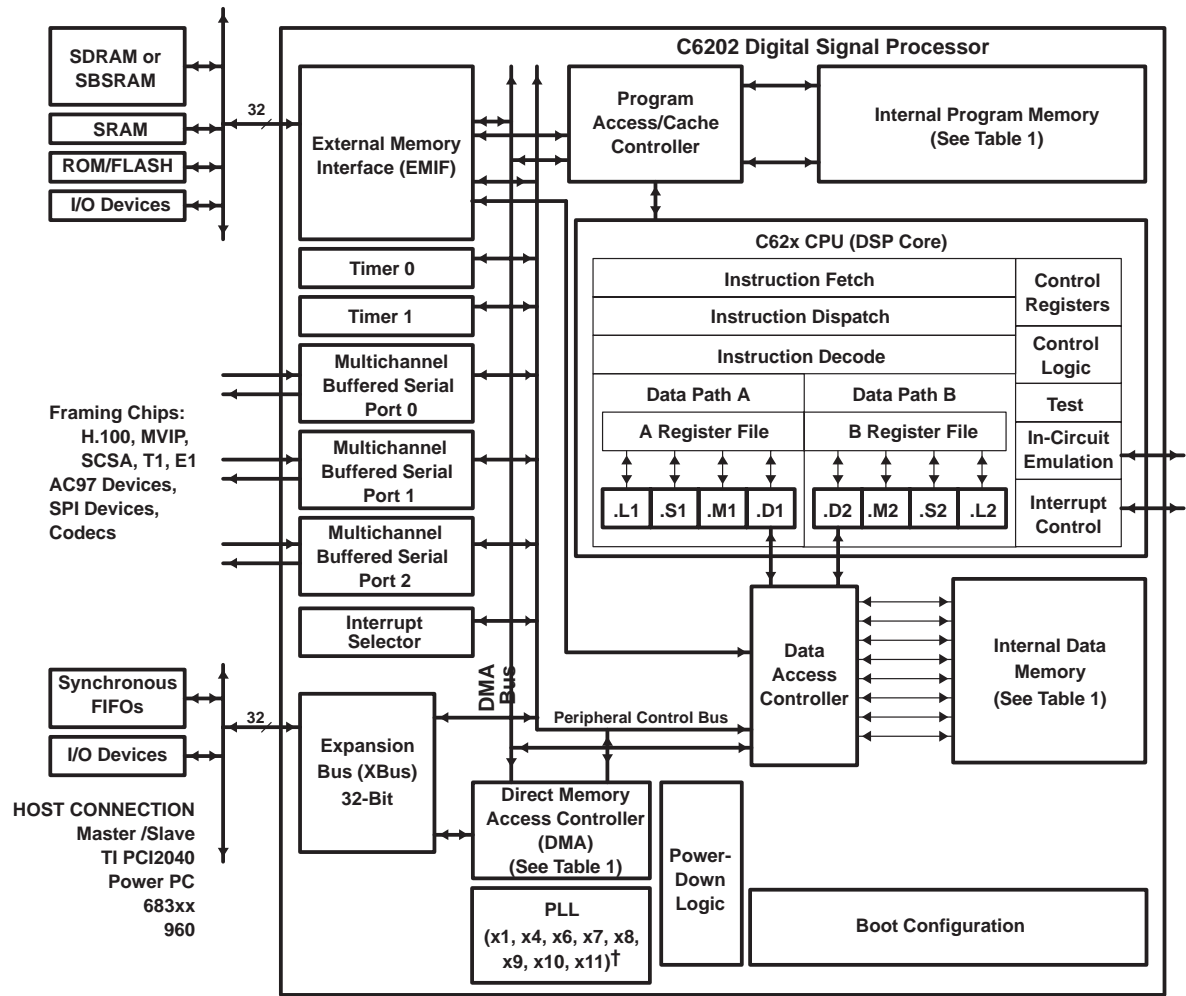 C6202 Digital Signal Processor
SDRAM or
SBSRAM
SRAM
ROM/FLASH
I/O Devices
32
External Memory
Interface (EMIF)
Program
Access/Cache
Controller
Internal Program Memory
(See Table 1)
Timer 0
Timer 1
Multichannel
Buffered Serial
Port 0
Multichannel
Buffered Serial
Port 1
Multichannel
Buffered Serial
Port 2
Interrupt
Selector
Framing Chips:
H.100, MVIP,
SCSA, T1, E1
AC97 Devices,
SPI Devices,
Codecs
C62x CPU (DSP Core)
Instruction Fetch
Instruction Dispatch
Instruction Decode
Data Path A
Data Path B
A Register File
B Register File
.L1
.S1
.M1
.D1
.D2
.M2
.S2
.L2
Control
Registers
Control
Logic
Test
In-Circuit
Emulation
Interrupt
Control
Synchronous
FIFOs
I/O Devices
32
HOST CONNECTION
Master /Slave
TI PCI2040
Power PC
683xx
960
Expansion
Bus (XBus)
32-Bit
DMA
Bus
Peripheral Control Bus
Data
Access
Controller
Internal Data
Memory
(See Table 1)
Direct Memory
Access Controller
(DMA)
(See Table 1)
PLL
(x1, x4, x6, x7, x8,
x9, x10, x11)†
Power-
Down
Logic
Boot Configuration